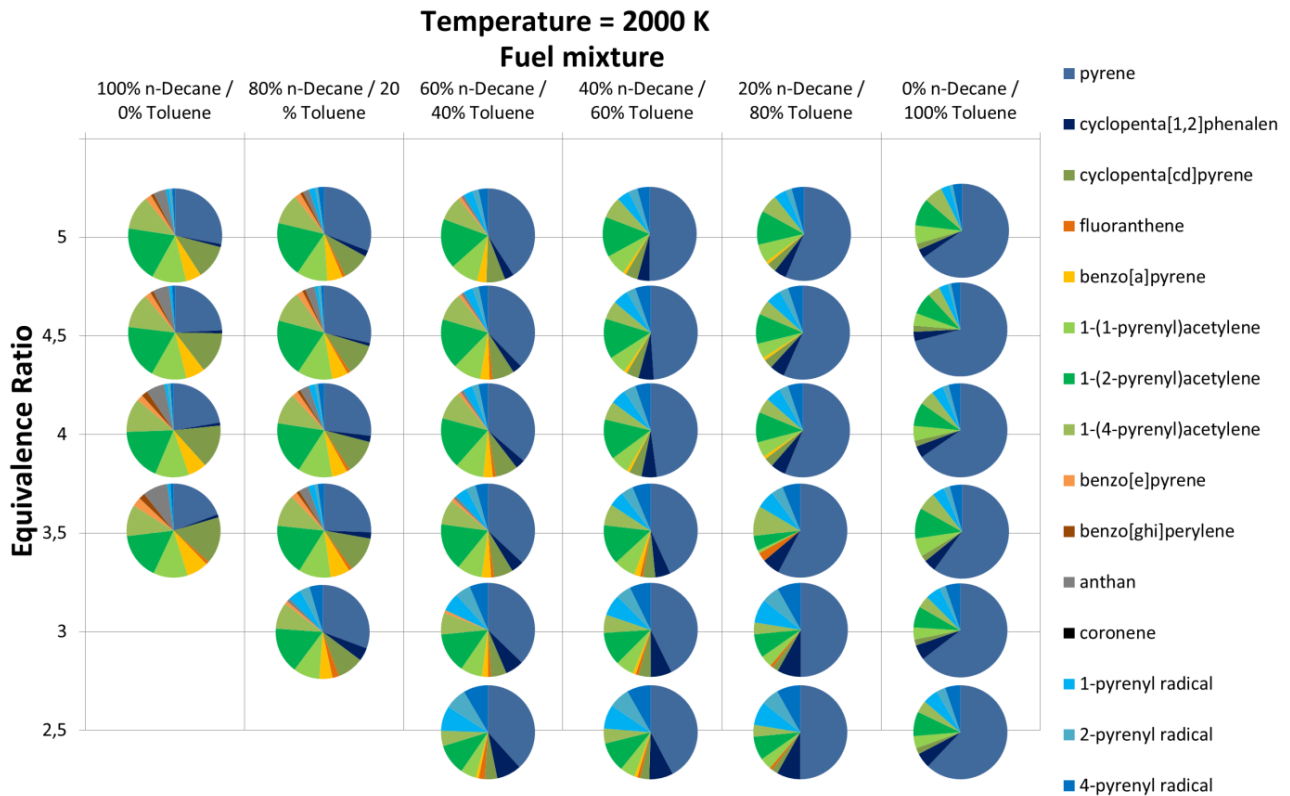 Temperature = 2000 K
Fuel mixture
100% n-Decane /
0% Toluene
80% n-Decane / 20
% Toluene
60% n-Decane /
40% Toluene
40% n-Decane /
60% Toluene
20% n-Decane /
80% Toluene
0% n-Decane /
100% Toluene
Equivalence Ratio
5
4,5
4
3,5
3
2,5
pyrene
cyclopenta[1,2]phenalen
cyclopenta[cd]pyrene
fluoranthene
benzo[a]pyrene
1-(1-pyrenyl)acetylene
1-(2-pyrenyl)acetylene
1-(4-pyrenyl)acetylene
benzo[e]pyrene
benzo[ghi]perylene
anthan
coronene
1-pyrenyl radical
2-pyrenyl radical
4-pyrenyl radical